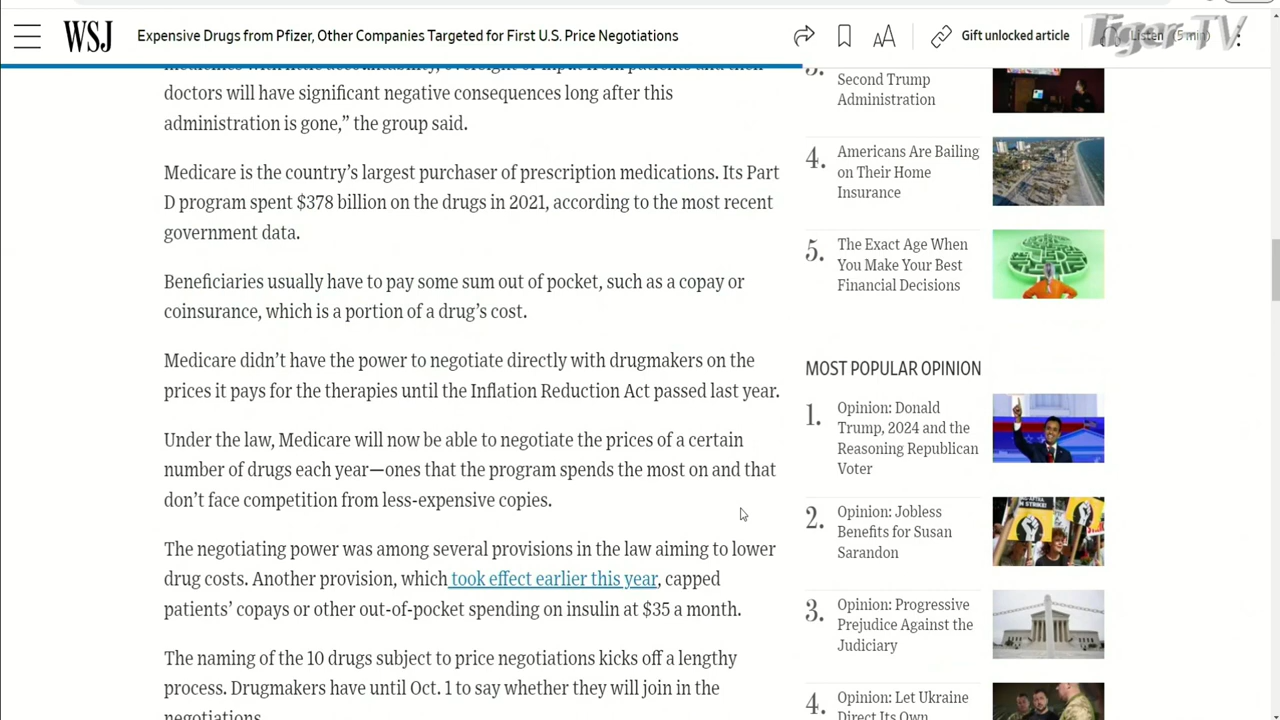 WSJ
Expensive Drugs from Pfizer, Other Companies Targeted for First U.S. Price Negotiations
Gift unlocked article
Listen (5 min)
Tiger TV
doctors will have significant negative consequences long after this
administration is gone,” the group said.
Medicare is the country’s largest purchaser of prescription medications. Its Part
D program spent $378 billion on the drugs in 2021, according to the most recent
government data.
Beneficiaries usually have to pay some sum out of pocket, such as a copay or
coinsurance, which is a portion of a drug’s cost.
Medicare didn’t have the power to negotiate directly with drugmakers on the
prices it pays for the therapies until the Inflation Reduction Act passed last year.
Under the law, Medicare will now be able to negotiate the prices of a certain
number of drugs each year—ones that the program spends the most on and that
don’t face competition from less-expensive copies.
The negotiating power was among several provisions in the law aiming to lower
drug costs. Another provision, which took effect earlier this year, capped
patients’ copays or other out-of-pocket spending on insulin at $35 a month.
The naming of the 10 drugs subject to price negotiations kicks off a lengthy
process. Drugmakers have until Oct. 1 to say whether they will join in the
negotiations.
3.
Second Trump
Administration
4.
Americans Are Bailing
on Their Home
Insurance
5.
The Exact Age When
You Make Your Best
Financial Decisions
MOST POPULAR OPINION
1.
Opinion: Donald
Trump, 2024 and the
Reasoning Republican
Voter
2.
Opinion: Jobless
Benefits for Susan
Sarandon
3.
Opinion: Progressive
Prejudice Against the
Judiciary
4.
Opinion: Let Ukraine
Direct Its Own